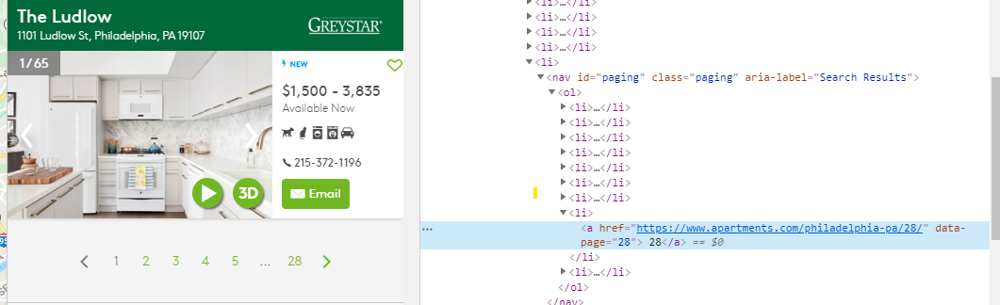 The Ludlow
1101 Ludlow St, Philadelphia, PA 19107
GREYSTAR®
1/65
NEW
$1,500 - 3,835
Available Now
215-372-1196
3D
Email
1 2 3 4 5 ... 28
<li>…</li>
<li>…</li>
<li>…</li>
<li>…</li>
<li>
<nav id="paging" class="paging" aria-label="Search Results">
<ol>
<li>…</li>
<li>…</li>
<li>…</li>
<li>…</li>
<li>…</li>
<li>…</li>
<li>…</li>
<li>
<a href="https://www.apartments.com/philadelphia-pa/28/" data-
page="28"> 28</a> == $0
</li>
<li>…</li>
</ol>
</nav>